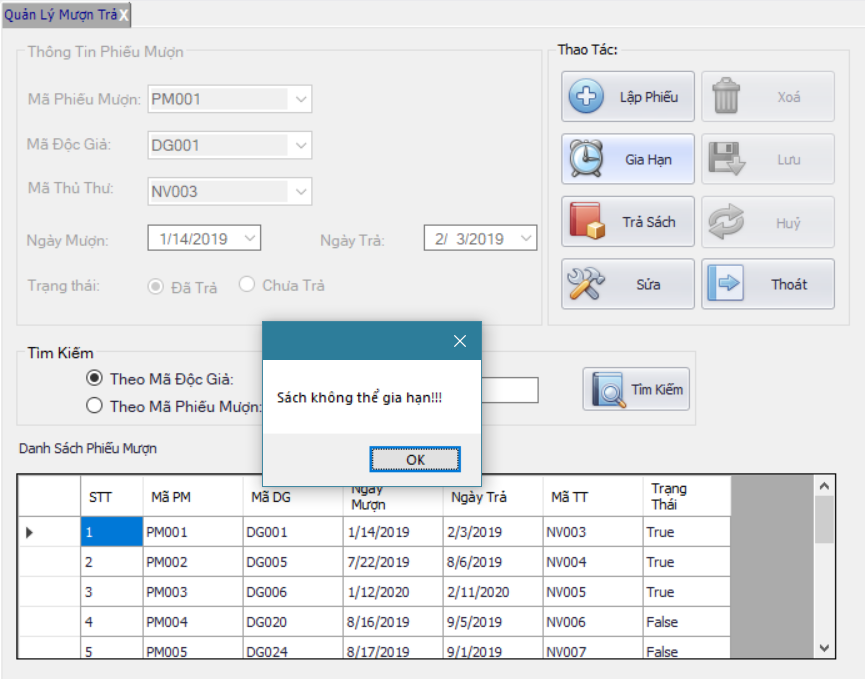 Quản Lý Mượn Trả X
Thông Tin Phiếu Mượn
Mã Phiếu Mượn: PM001
Mã Độc Giả: DG001
Mã Thủ Thư: NV003
Ngày Mượn: 1/14/2019 Ngày Trả: 2/ 3/2019
Trạng thái: Đã Trả Chưa Trả
Thao Tác:
Lập Phiếu Xoá
Gia Hạn Lưu
Trả Sách Huỷ
Sửa Thoát
Tìm Kiếm
Theo Mã Độc Giả:
Theo Mã Phiếu Mượn:
Tìm Kiếm
Sách không thể gia hạn!!!
OK
Danh Sách Phiếu Mượn
STT Mã PM Mã DG Ngày Mượn Ngày Trả Mã TT Trạng Thái
1 PM001 DG001 1/14/2019 2/3/2019 NV003 True
2 PM002 DG005 7/22/2019 8/6/2019 NV004 True
3 PM003 DG006 1/12/2020 2/11/2020 NV005 True
4 PM004 DG020 8/16/2019 9/5/2019 NV006 False
5 PM005 DG024 8/17/2019 9/1/2019 NV007 False